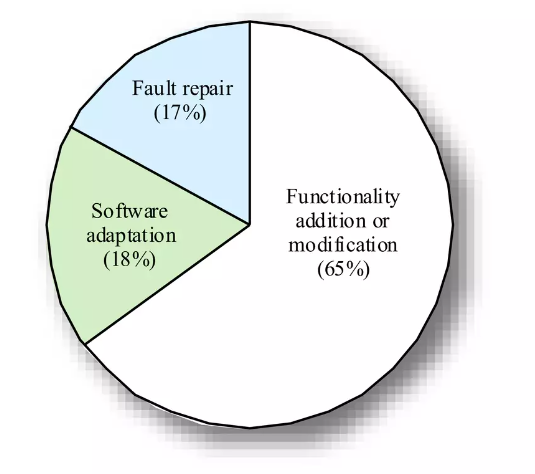 Fault repair
(17%)
Software
adaptation
(18%)
Functionality
addition or
modification
(65%)